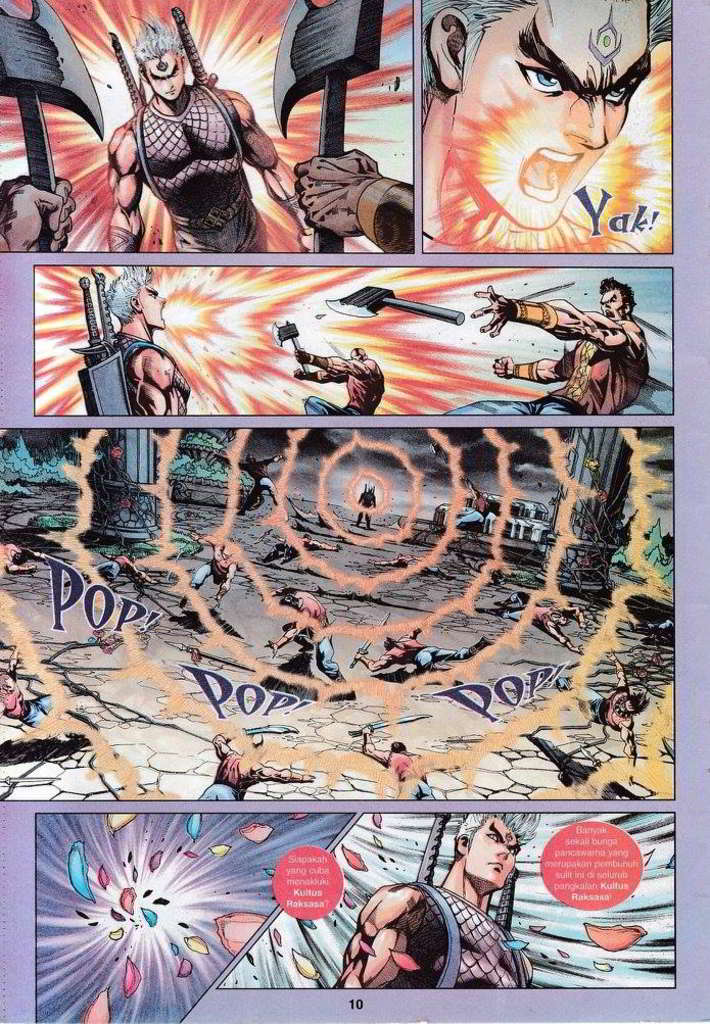 Yak!
POP!
POP!
POP!
Siapakah
yang cuba
menakluki
Kultus
Raksasa?
Banyak
sekali bunga
pancawarna yang
merupakan pembunuh
sulit ini di seluruh
pangkalan Kultus
Raksasa!
10